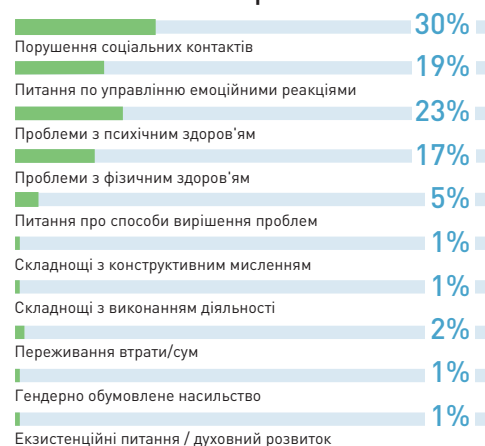 30%
Порушення соціальних контактів
19%
Питання по управлінню емоційними реакціями
23%
Проблеми з психічним здоров'ям
17%
Проблеми з фізичним здоров'ям
5%
Питання про способи вирішення проблем
1%
Складнощі з конструктивним мисленням
1%
Складнощі з виконанням діяльності
2%
Переживання втрати/сум
1%
Гендерно обумовлене насильство
1%
Екзистенційні питання / духовний розвиток